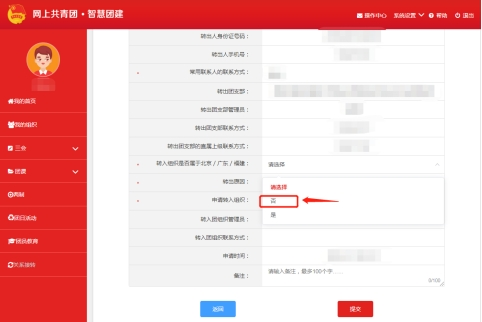 网上共青团·智慧团建
操作中心 系统设置 帮助 退出
转出人身份证号码：
转出人手机号：
* 常用联系人的联系方式：
转出团支部：
转出团支部管理员：
转出团支部联系方式：
转出团支部的直属上级联系方式：
* 转入组织是否属于北京／广东／福建： 请选择
* 转出原因：
请选择
* 申请转入组织：
否
转入团组织管理员：
是
转入团组织联系方式：
申请时间：
备注：
请输入备注，最多100个字……
0/100
返回 提交
我的首页
我的组织
三会
团课
两制
团日活动
团员教育
关系接转